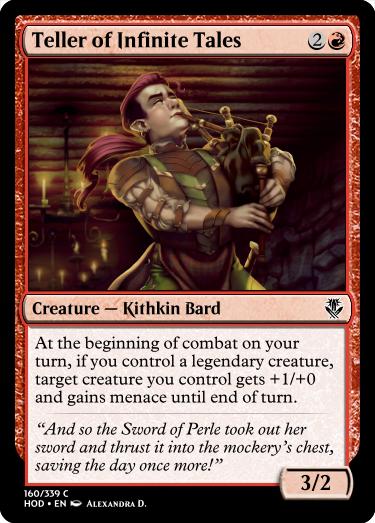 Teller of Infinite Tales 2
Creature — Kithkin Bard
At the beginning of combat on your
turn, if you control a legendary creature,
target creature you control gets +1/+0
and gains menace until end of turn.
“And so the Sword of Perle took out her
sword and thrust it into the mockery’s chest,
saving the day once more!”
3/2
160/339 C
HOD • EN Alexandra D.